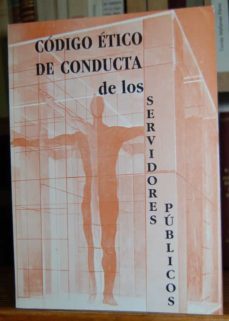 CÓDIGO ÉTICO
DE CONDUCTA
de los
SERVIDORES
PÚBLICOS